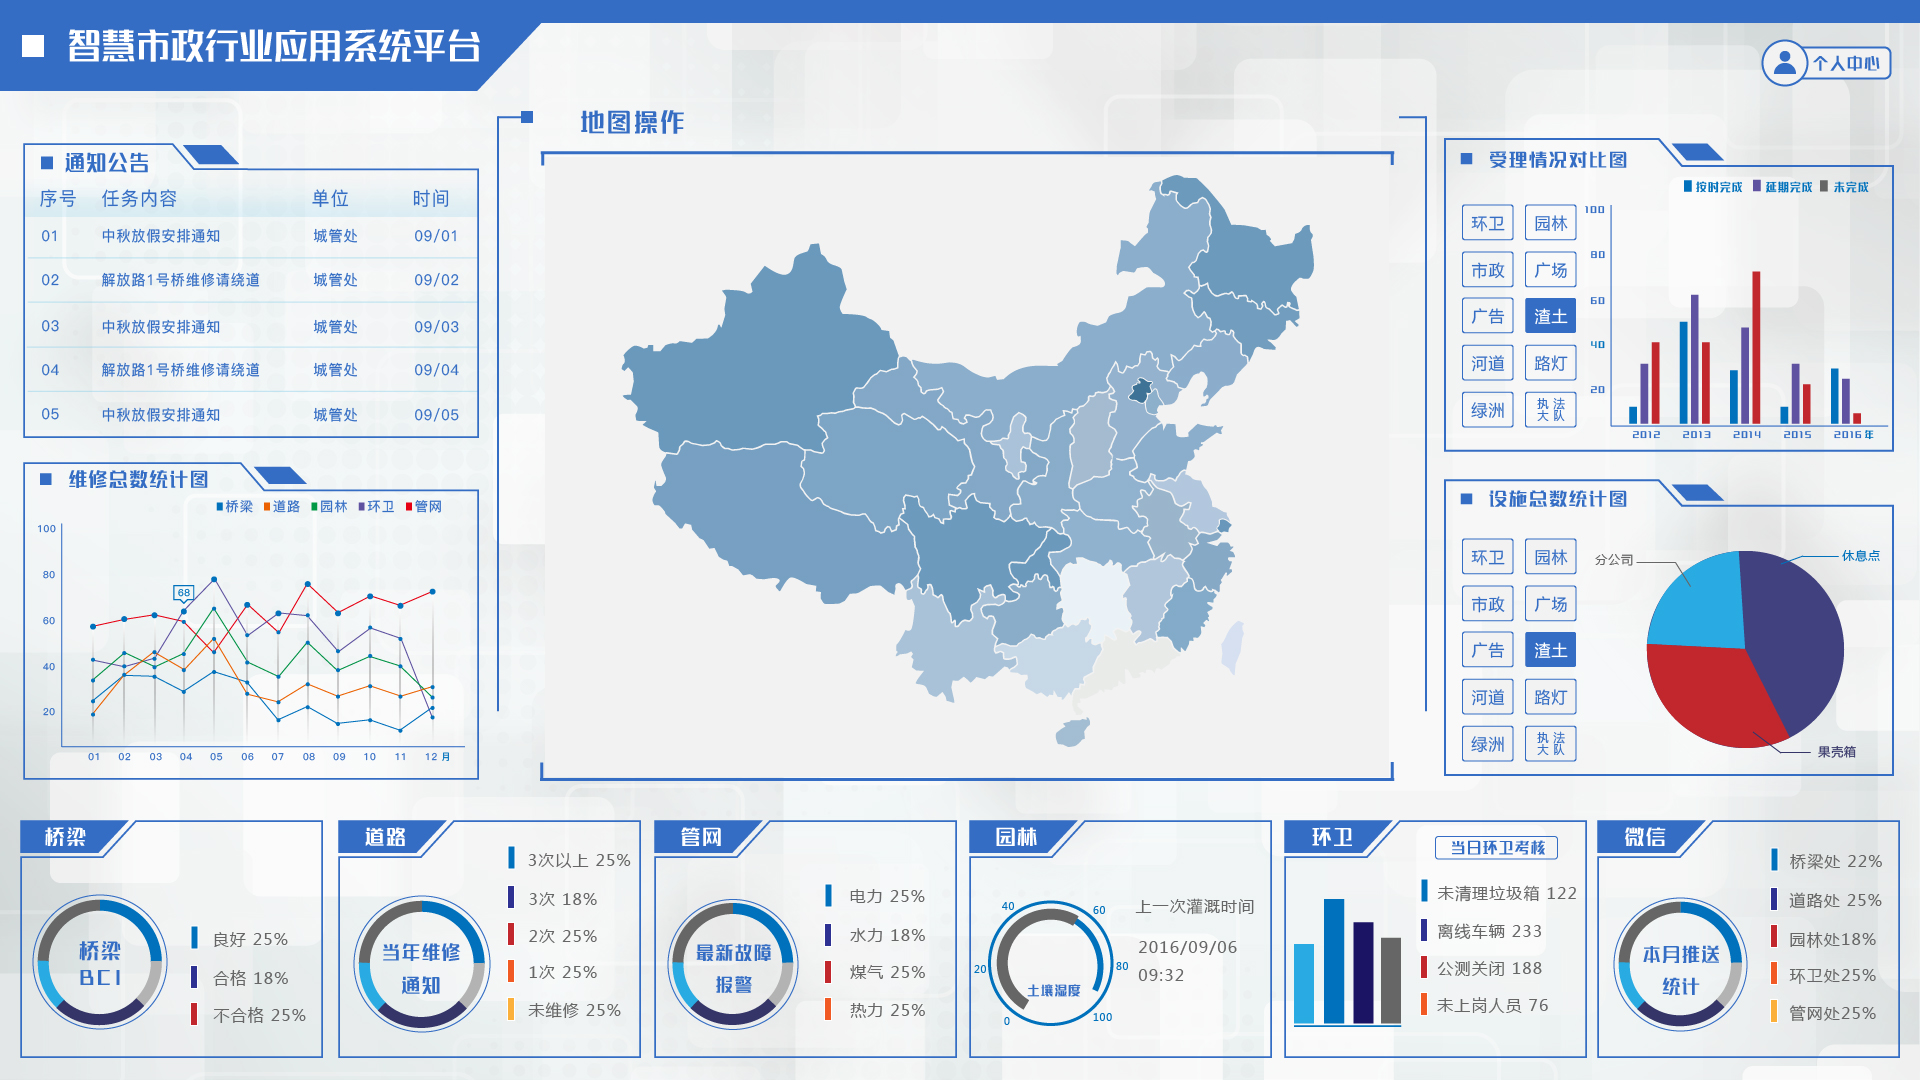 智慧市政行业应用系统平台
个人中心
通知公告
序号 任务内容 单位 时间
01 中秋放假安排通知 城管处 09/01
02 解放路1号桥维修请绕道 城管处 09/02
03 中秋放假安排通知 城管处 09/03
04 解放路1号桥维修请绕道 城管处 09/04
05 中秋放假安排通知 城管处 09/05
维修总数统计图
桥梁 道路 园林 环卫 管网
100
80
60
40
20
68
01 02 03 04 05 06 07 08 09 10 11 12 月
地图操作
受理情况对比图
按时完成 延期完成 未完成
环卫 园林
市政 广场
广告 渣土
河道 路灯
绿洲 执法大队
100
80
60
40
20
2012 2013 2014 2015 2016 年
设施总数统计图
环卫 园林
市政 广场
广告 渣土
河道 路灯
绿洲 执法大队
分公司
休息点
果壳箱
桥梁
桥梁
BCI
良好 25%
合格 18%
不合格 25%
道路
当年维修
通知
3次以上 25%
3次 18%
2次 25%
1次 25%
未维修 25%
管网
最新故障
报警
电力 25%
水力 18%
煤气 25%
热力 25%
园林
0
20
40
60
80
100
土壤湿度
上一次灌溉时间
2016/09/06
09:32
环卫
当日环卫考核
未清理垃圾箱 122
离线车辆 233
公测关闭 188
未上岗人员 76
微信
本月推送
统计
桥梁处 22%
道路处 25%
园林处18%
环卫处25%
管网处25%